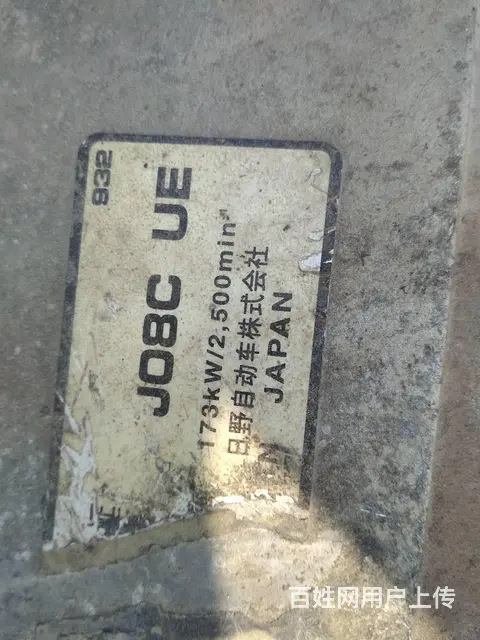 932
J08C UE
173kW/2,500min⁻¹
日野自动车株式会社
JAPAN
百姓网用户上传